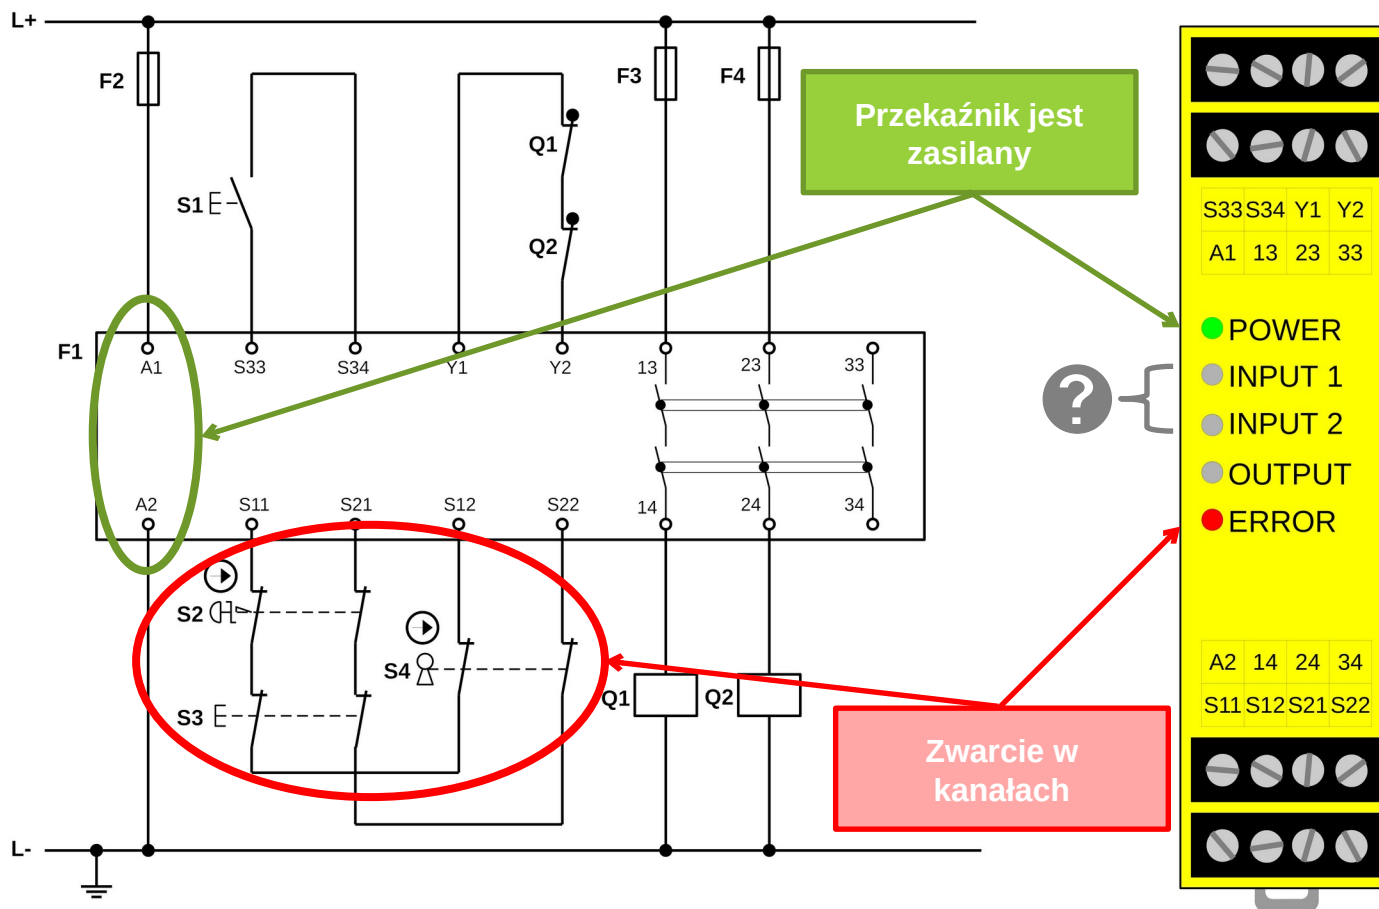 L+
F2
F3
F4
Przekaźnik jest
zasilany
Q1
S1
Q2
S33 S34 Y1 Y2
A1 13 23 33
F1
A1 S33 S34 Y1 Y2 13 23 33
POWER
INPUT 1
?
INPUT 2
OUTPUT
ERROR
A2 S11 S21 S12 S22 14 24 34
S2
S4
S3
Q1
Q2
A2 14 24 34
S11 S12 S21 S22
Zwarcie w
kanałach
L-